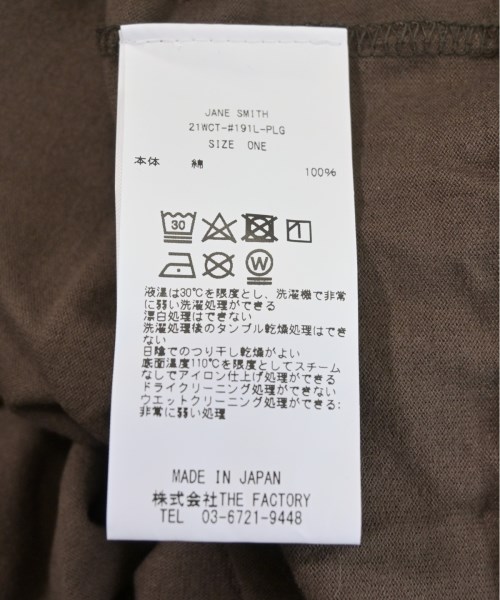 JANE SMITH
21WCT-#191L-PLG
SIZE ONE
本体 綿
100%
30
W
液温は30℃を限度とし、洗濯機で非常
に弱い洗濯処理ができる
漂白処理はできない
洗濯処理後のタンブル乾燥処理はでき
ない
日陰でのつり干し乾燥がよい
底面温度110℃を限度としてスチーム
なしでアイロン仕上げ処理ができる
ドライクリーニング処理ができない
ウエットクリーニング処理ができる:
非常に弱い処理
MADE IN JAPAN
株式会社THE FACTORY
TEL 03-6721-9448